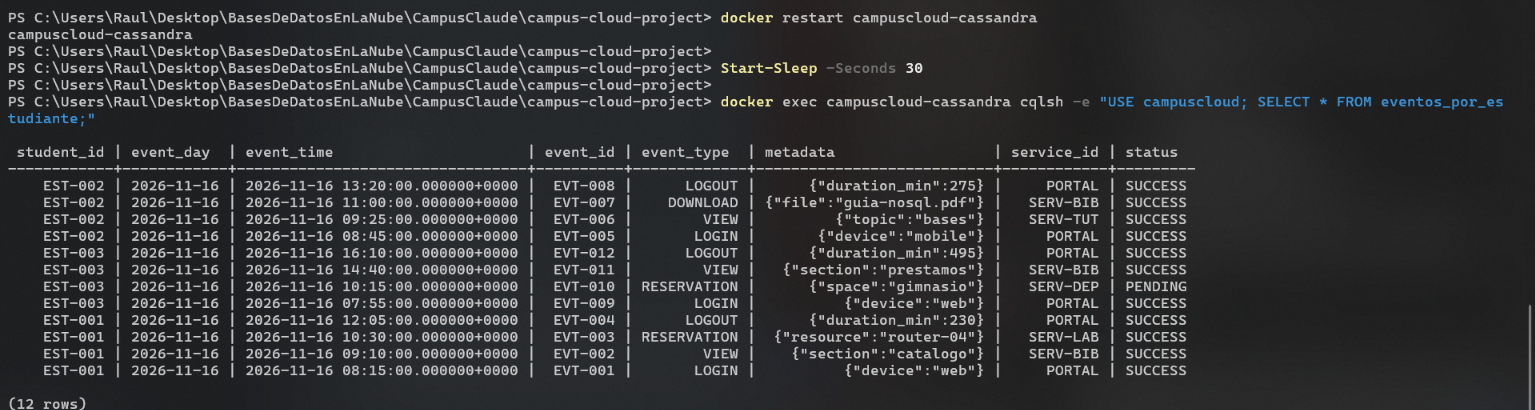 PS C:\Users\Raul\Desktop\BasesDeDatosEnLaNube\CampusClaude\campus-cloud-project> docker restart campuscloud-cassandra
campuscloud-cassandra
PS C:\Users\Raul\Desktop\BasesDeDatosEnLaNube\CampusClaude\campus-cloud-project>
PS C:\Users\Raul\Desktop\BasesDeDatosEnLaNube\CampusClaude\campus-cloud-project> Start-Sleep -Seconds 30
PS C:\Users\Raul\Desktop\BasesDeDatosEnLaNube\CampusClaude\campus-cloud-project>
PS C:\Users\Raul\Desktop\BasesDeDatosEnLaNube\CampusClaude\campus-cloud-project> docker exec campuscloud-cassandra cqlsh -e "USE campuscloud; SELECT * FROM eventos_por_es
tudiante;"

 student_id | event_day  | event_time                      | event_id | event_type  | metadata                  | service_id | status
------------+------------+---------------------------------+----------+-------------+---------------------------+------------+---------
    EST-002 | 2026-11-16 | 2026-11-16 13:20:00.000000+0000 |  EVT-008 |      LOGOUT |      {"duration_min":275} |     PORTAL | SUCCESS
    EST-002 | 2026-11-16 | 2026-11-16 11:00:00.000000+0000 |  EVT-007 |    DOWNLOAD | {"file":"guia-nosql.pdf"} |   SERV-BIB | SUCCESS
    EST-002 | 2026-11-16 | 2026-11-16 09:25:00.000000+0000 |  EVT-006 |        VIEW |         {"topic":"bases"} |   SERV-TUT | SUCCESS
    EST-002 | 2026-11-16 | 2026-11-16 08:45:00.000000+0000 |  EVT-005 |       LOGIN |       {"device":"mobile"} |     PORTAL | SUCCESS
    EST-003 | 2026-11-16 | 2026-11-16 16:10:00.000000+0000 |  EVT-012 |      LOGOUT |      {"duration_min":495} |     PORTAL | SUCCESS
    EST-003 | 2026-11-16 | 2026-11-16 14:40:00.000000+0000 |  EVT-011 |        VIEW |   {"section":"prestamos"} |   SERV-BIB | SUCCESS
    EST-003 | 2026-11-16 | 2026-11-16 10:15:00.000000+0000 |  EVT-010 | RESERVATION |      {"space":"gimnasio"} |   SERV-DEP | PENDING
    EST-003 | 2026-11-16 | 2026-11-16 07:55:00.000000+0000 |  EVT-009 |       LOGIN |          {"device":"web"} |     PORTAL | SUCCESS
    EST-001 | 2026-11-16 | 2026-11-16 12:05:00.000000+0000 |  EVT-004 |      LOGOUT |      {"duration_min":230} |     PORTAL | SUCCESS
    EST-001 | 2026-11-16 | 2026-11-16 10:30:00.000000+0000 |  EVT-003 | RESERVATION |  {"resource":"router-04"} |   SERV-LAB | SUCCESS
    EST-001 | 2026-11-16 | 2026-11-16 09:10:00.000000+0000 |  EVT-002 |        VIEW |    {"section":"catalogo"} |   SERV-BIB | SUCCESS
    EST-001 | 2026-11-16 | 2026-11-16 08:15:00.000000+0000 |  EVT-001 |       LOGIN |          {"device":"web"} |     PORTAL | SUCCESS

(12 rows)